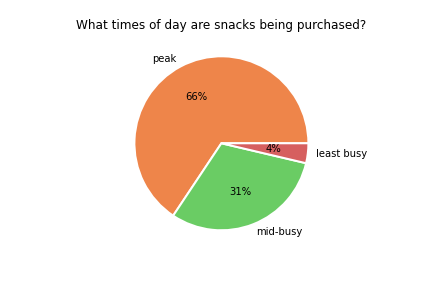 What times of day are snacks being purchased?
peak
66%
4%
least busy
31%
mid-busy